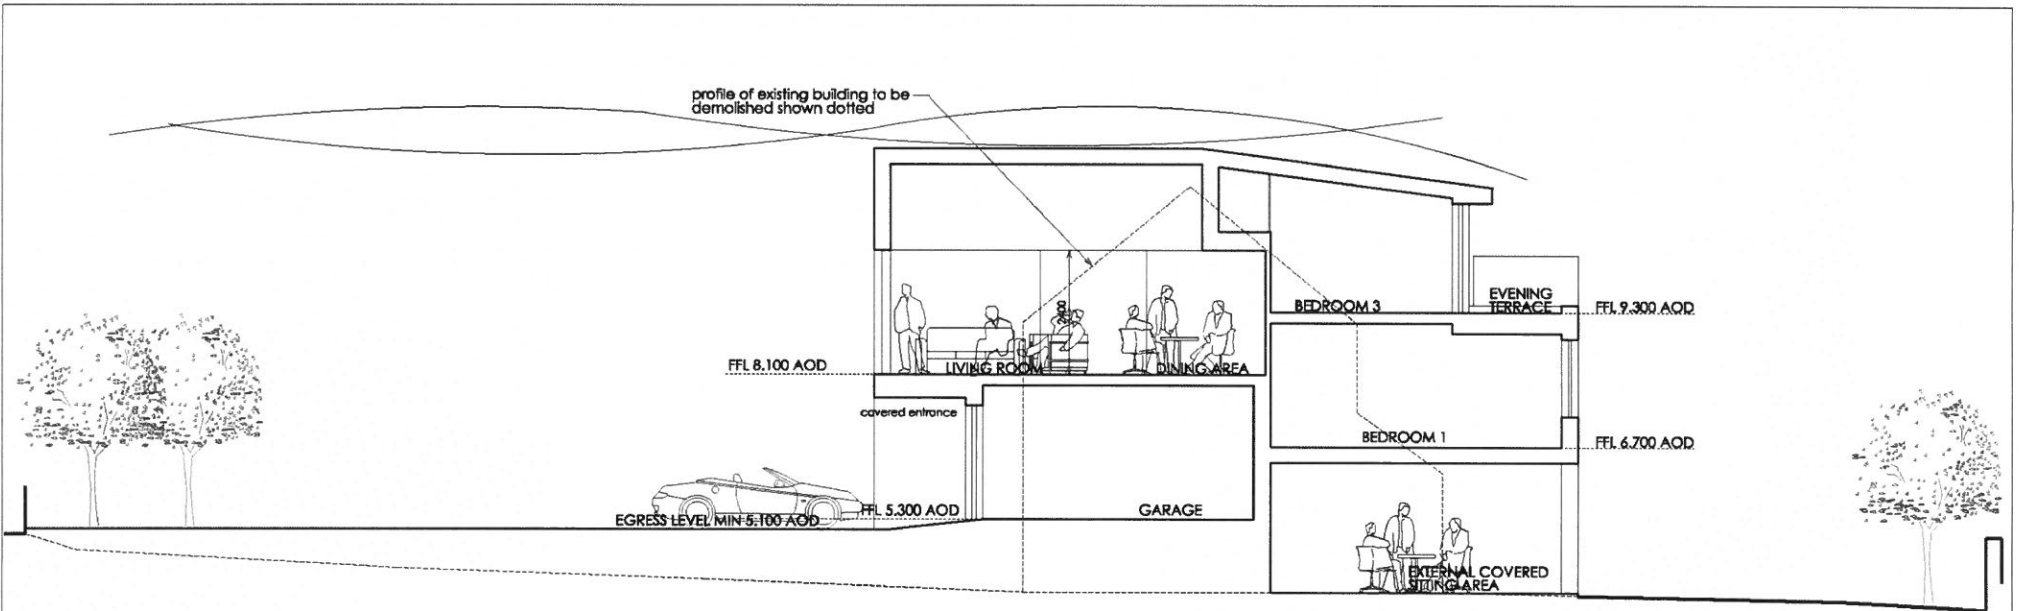 profile of existing building to be
demolished shown dotted
EVENING
TERRACE
BEDROOM 3
FFL 9.300 AOD
2400
FFL 8.100 AOD
LIVING ROOM
DINING AREA
covered entrance
BEDROOM 1
FFL 6.700 AOD
FFL 5.300 AOD
GARAGE
EGRESS LEVEL MIN 5.100 AOD
EXTERNAL COVERED
SITTING AREA